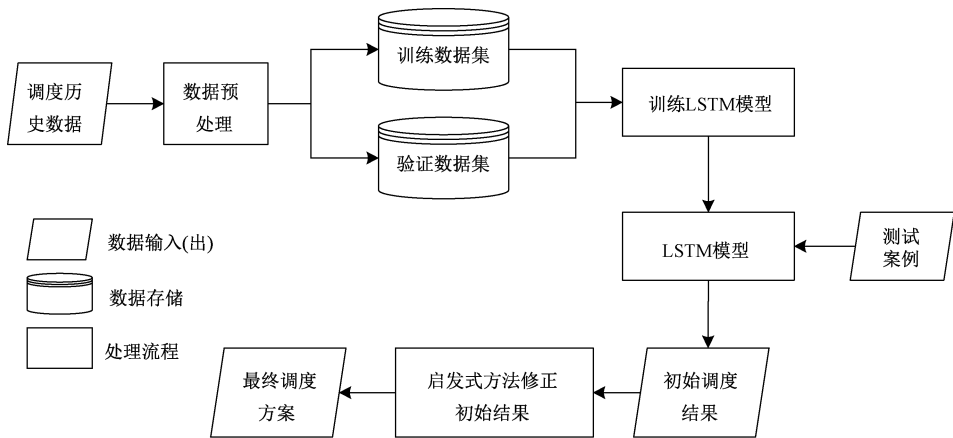 调度历
史数据
数据预
处理
训练数据集
验证数据集
训练LSTM模型
LSTM模型
测试
案例
初始调度
结果
启发式方法修正
初始结果
最终调度
方案
数据输入(出)
数据存储
处理流程